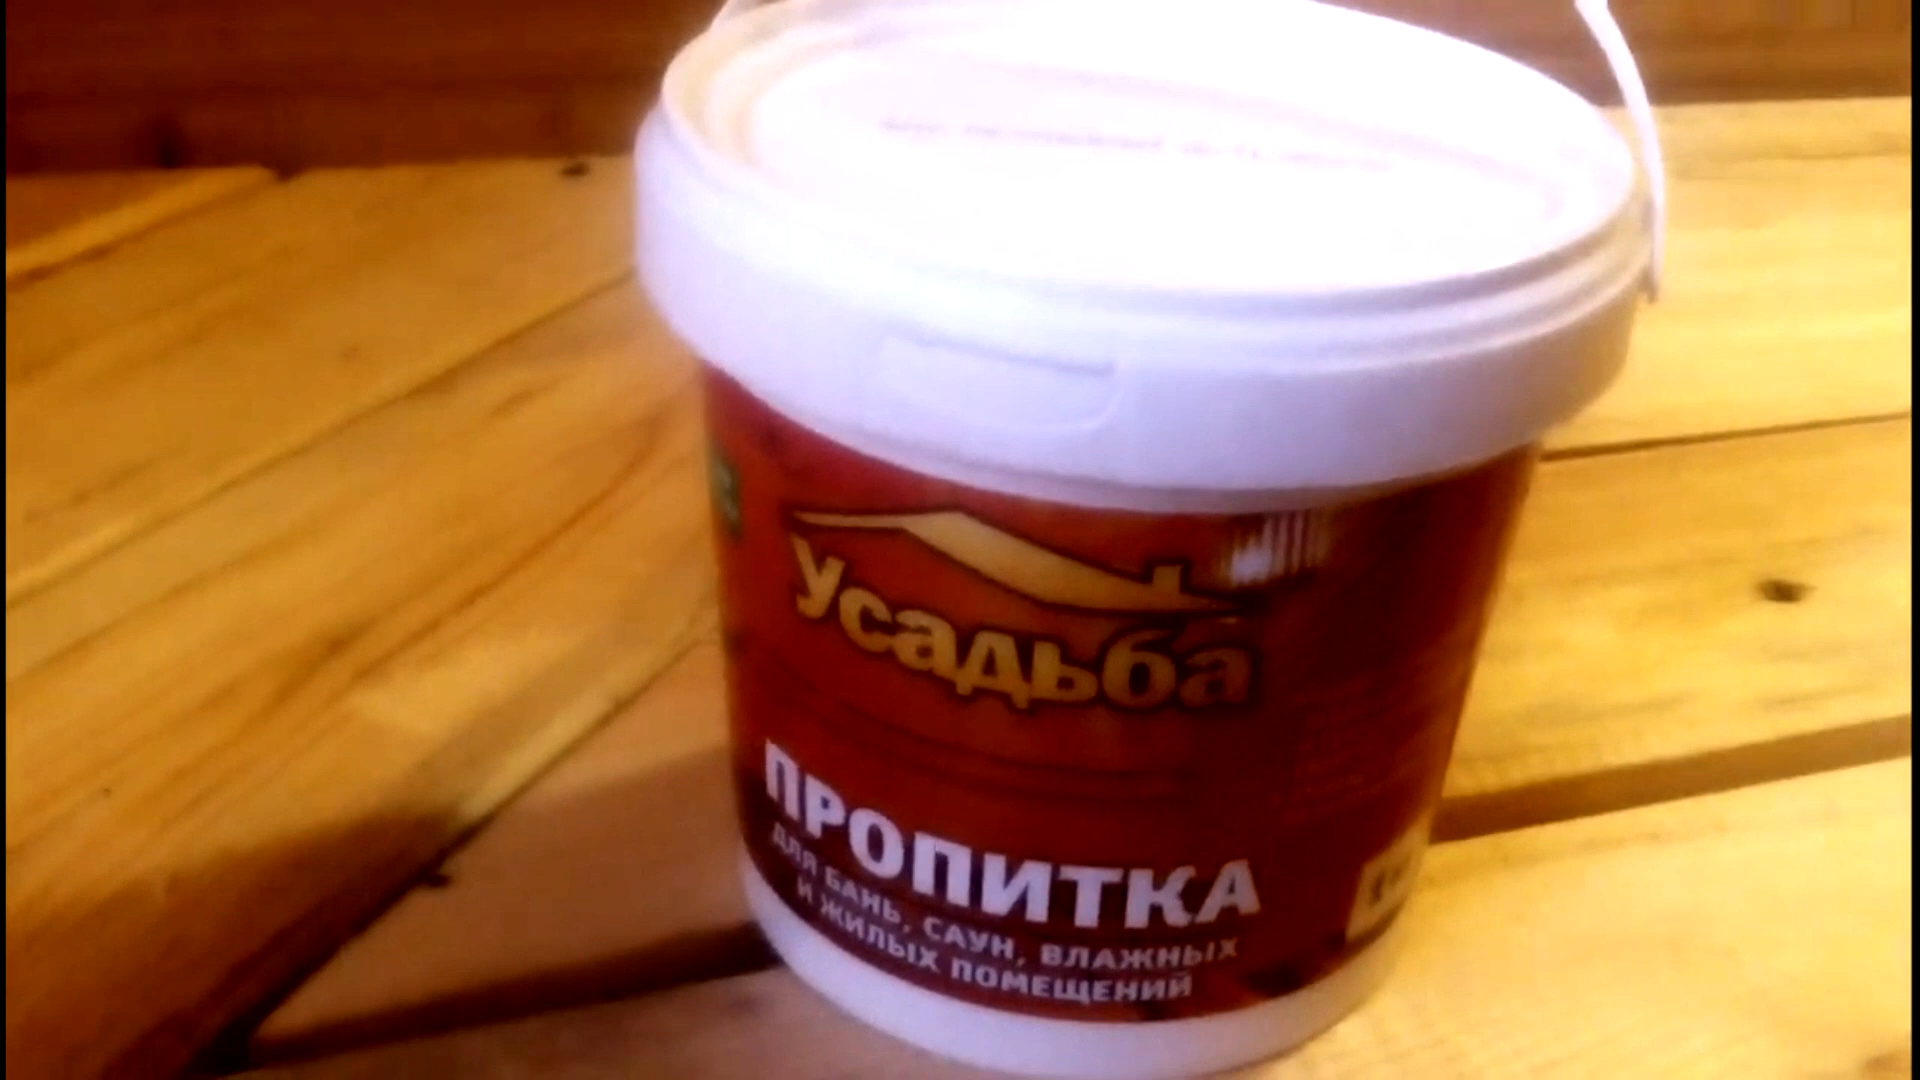 Усадьба
ПРОПИТКА
ДЛЯ БАНЬ, САУН, ВЛАЖНЫХ
И ЖИЛЫХ ПОМЕЩЕНИЙ